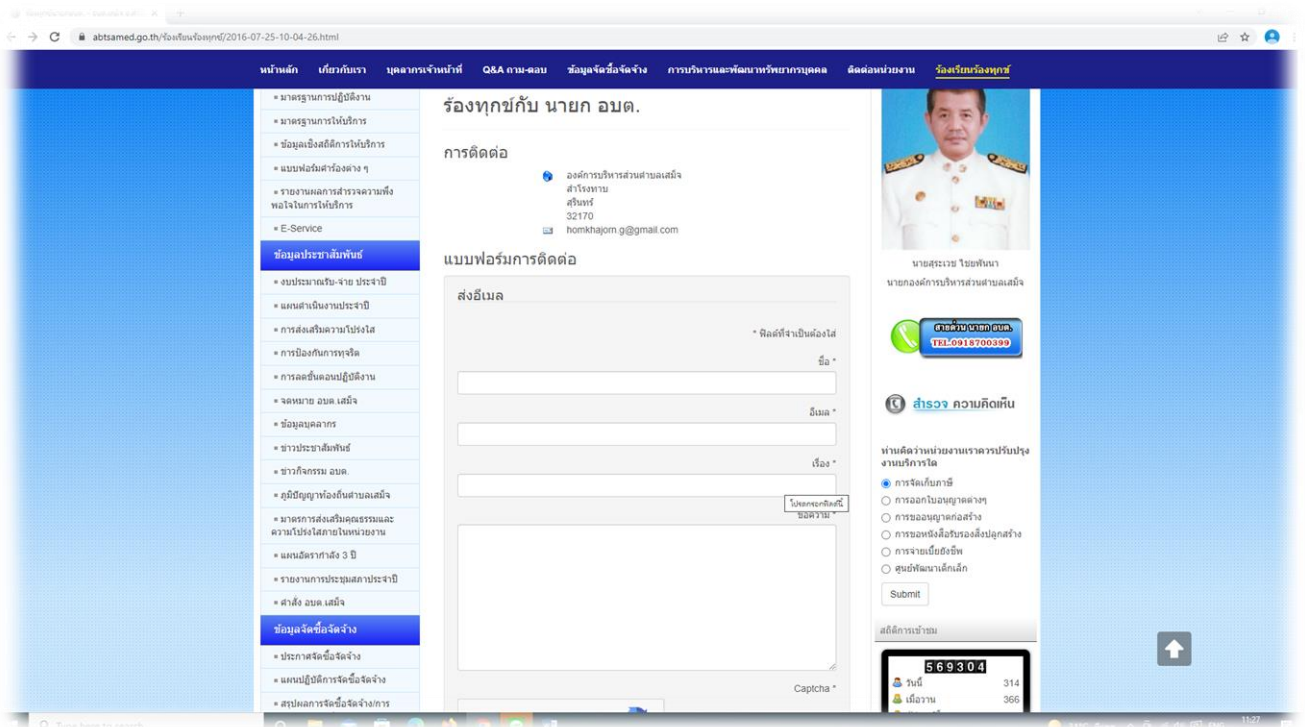 abtsamed.go.th/ร้องเรียนร้องทุกข์/2016-07-25-10-04-26.html
หน้าหลัก เกี่ยวกับเรา บุคลากรเจ้าหน้าที่ Q&A ถาม-ตอบ ข้อมูลจัดซื้อจัดจ้าง การบริหารและพัฒนาทรัพยากรบุคคล ติดต่อหน่วยงาน ร้องเรียนร้องทุกข์
มาตรฐานการปฏิบัติงาน
มาตรฐานการให้บริการ
ข้อมูลเชิงสถิติการให้บริการ
แบบฟอร์มคำร้องต่าง ๆ
รายงานผลการสำรวจความพึง
พอใจในการให้บริการ
E-Service
ข้อมูลประชาสัมพันธ์
งบประมาณรับ-จ่าย ประจำปี
แผนดำเนินงานประจำปี
การส่งเสริมความโปร่งใส
การป้องกันการทุจริต
การลดขั้นตอนปฏิบัติงาน
จดหมาย อบต.เสม็จ
ข้อมูลบุคลากร
ข่าวประชาสัมพันธ์
ข่าวกิจกรรม อบต.
ภูมิปัญญาท้องถิ่นตำบลเสม็จ
มาตรการส่งเสริมคุณธรรมและ
ความโปร่งใสภายในหน่วยงาน
แผนอัตรากำลัง 3 ปี
รายงานการประชุมสภาประจำปี
คำสั่ง อบต.เสม็จ
ข้อมูลจัดซื้อจัดจ้าง
ประกาศจัดซื้อจัดจ้าง
แผนปฏิบัติการจัดซื้อจัดจ้าง
สรุปผลการจัดซื้อจัดจ้าง/การ
ร้องทุกข์กับ นายก อบต.
การติดต่อ
องค์การบริหารส่วนตำบลเสม็จ
สำโรงทาบ
สุรินทร์
32170
homkhajorn.g@gmail.com
แบบฟอร์มการติดต่อ
ส่งอีเมล
* ฟิลด์ที่จำเป็นต้องใส่
ชื่อ *
อีเมล *
เรื่อง *
โปรดกรอกฟิลด์นี้
ข้อความ *
Captcha *
นายสุระเวช ไชยพันนา
นายกองค์การบริหารส่วนตำบลเสม็จ
สายด่วน นายก อบต.
TEL.0918700399
สำรวจ ความคิดเห็น
ท่านคิดว่าหน่วยงานเราควรปรับปรุง
งานบริการใด
การจัดเก็บภาษี
การออกใบอนุญาตต่างๆ
การขออนุญาตก่อสร้าง
การขอหนังสือรับรองสิ่งปลูกสร้าง
การจ่ายเบี้ยยังชีพ
ศูนย์พัฒนาเด็กเล็ก
Submit
สถิติการเข้าชม
569304
วันนี้ 314
เมื่อวาน 366
Type here to search
11:27